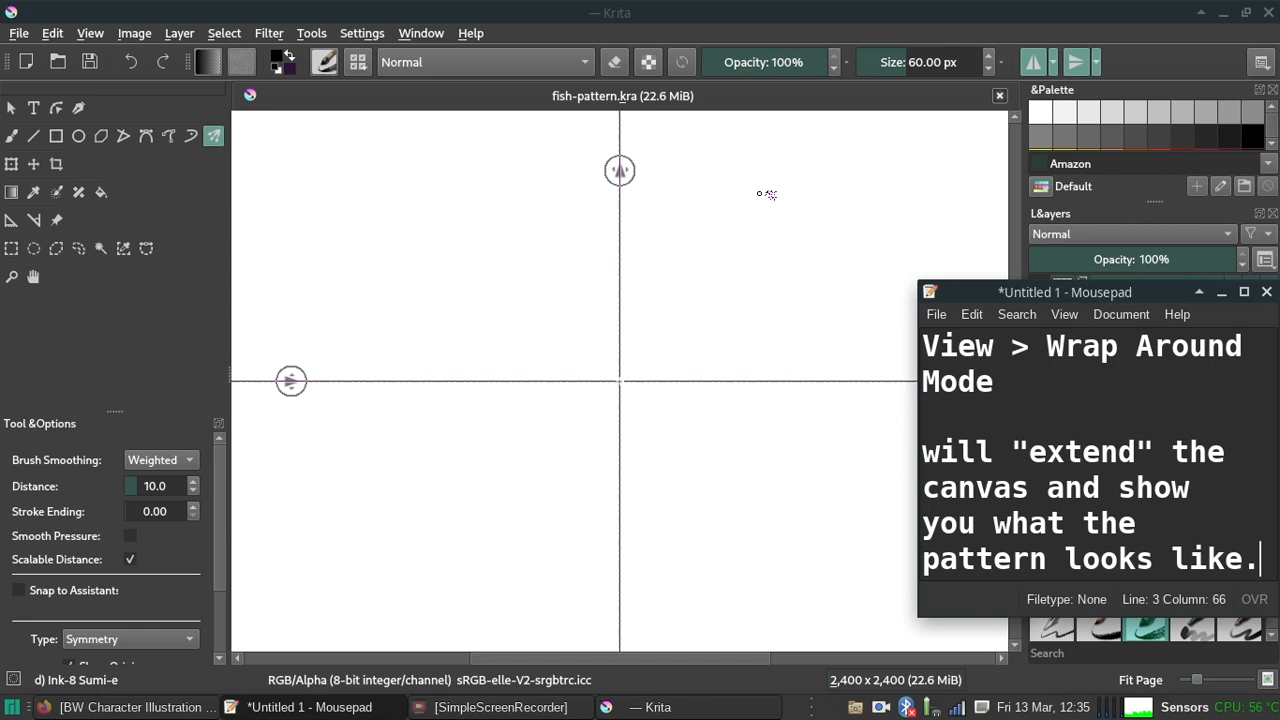 — Krita
File Edit View Image Layer Select Filter Tools Settings Window Help
Normal
Opacity: 100%
Size: 60.00 px
fish-pattern.kra (22.6 MiB)
&Palette
Amazon
Default
L&ayers
Normal
Opacity: 100%
*Untitled 1 - Mousepad
File Edit Search View Document Help
View > Wrap Around
Mode
will "extend" the
canvas and show
you what the
pattern looks like.
Filetype: None Line: 3 Column: 66 OVR
Tool &Options
Brush Smoothing: Weighted
Distance: 10.0
Stroke Ending: 0.00
Smooth Pressure:
Scalable Distance: ✓
Snap to Assistants
Type: Symmetry
Search
d) Ink-8 Sumi-e
RGB/Alpha (8-bit integer/channel) sRGB-elle-V2-srgbtrc.icc
2,400 x 2,400 (22.6 MiB)
Fit Page
[BW Character Illustration ...
*Untitled 1 - Mousepad
[SimpleScreenRecorder]
— Krita
Fri 13 Mar, 12:35
Sensors CPU: 56 °C